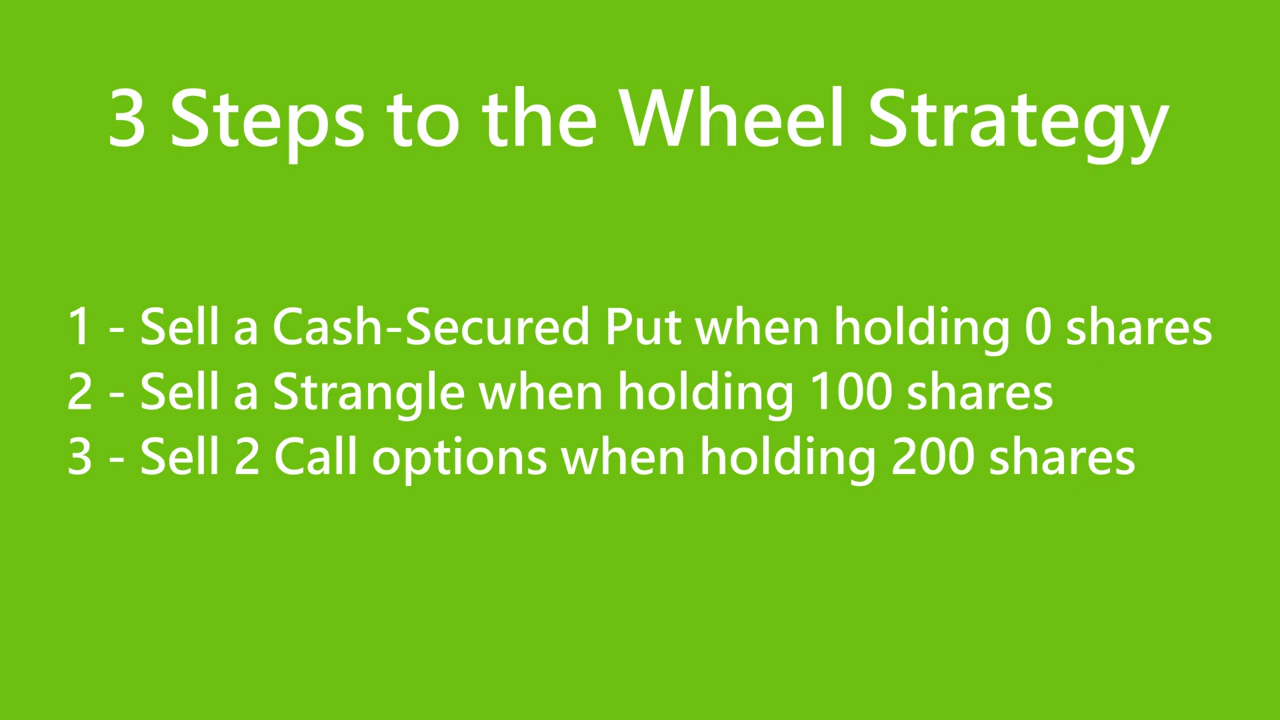 3 Steps to the Wheel Strategy
1 - Sell a Cash-Secured Put when holding 0 shares
2 - Sell a Strangle when holding 100 shares
3 - Sell 2 Call options when holding 200 shares